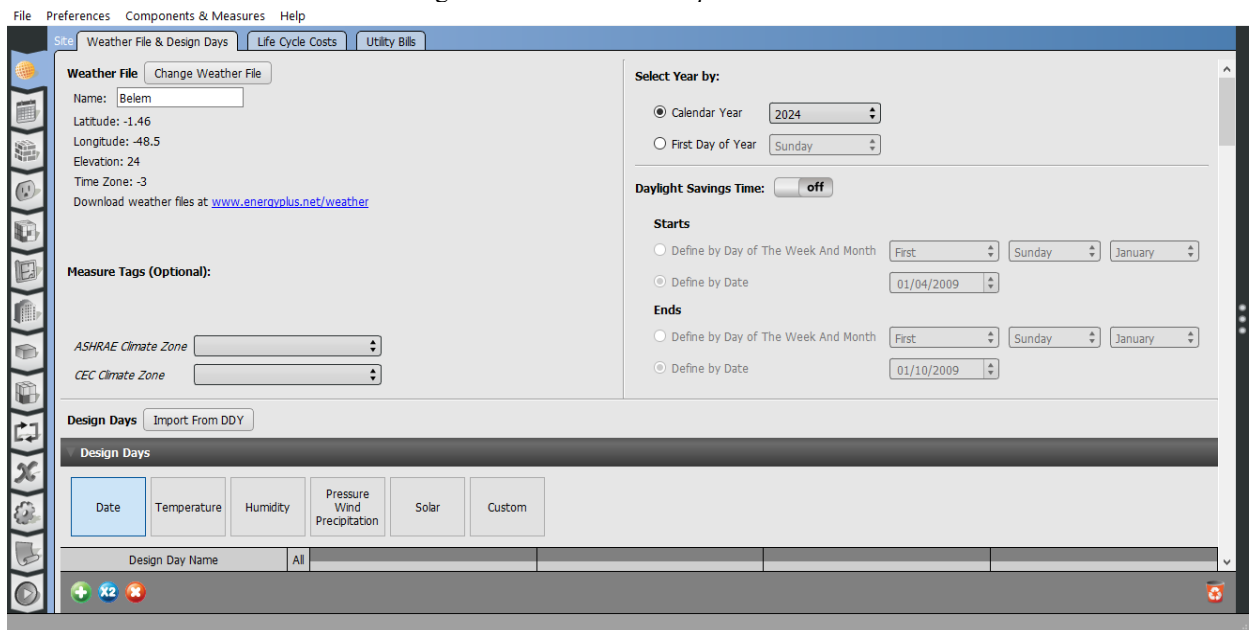 File Preferences Components & Measures Help
Site Weather File & Design Days Life Cycle Costs Utility Bills
Weather File Change Weather File
Name: Belem
Latitude: -1.46
Longitude: -48.5
Elevation: 24
Time Zone: -3
Download weather files at www.energyplus.net/weather
Measure Tags (Optional):
ASHRAE Climate Zone
CEC Climate Zone
Select Year by:
Calendar Year 2024
First Day of Year Sunday
Daylight Savings Time: off
Starts
Define by Day of The Week And Month First Sunday January
Define by Date 01/04/2009
Ends
Define by Day of The Week And Month First Sunday January
Define by Date 01/10/2009
Design Days Import From DDY
Design Days
Date Temperature Humidity Pressure Wind Precipitation Solar Custom
Design Day Name All
X2